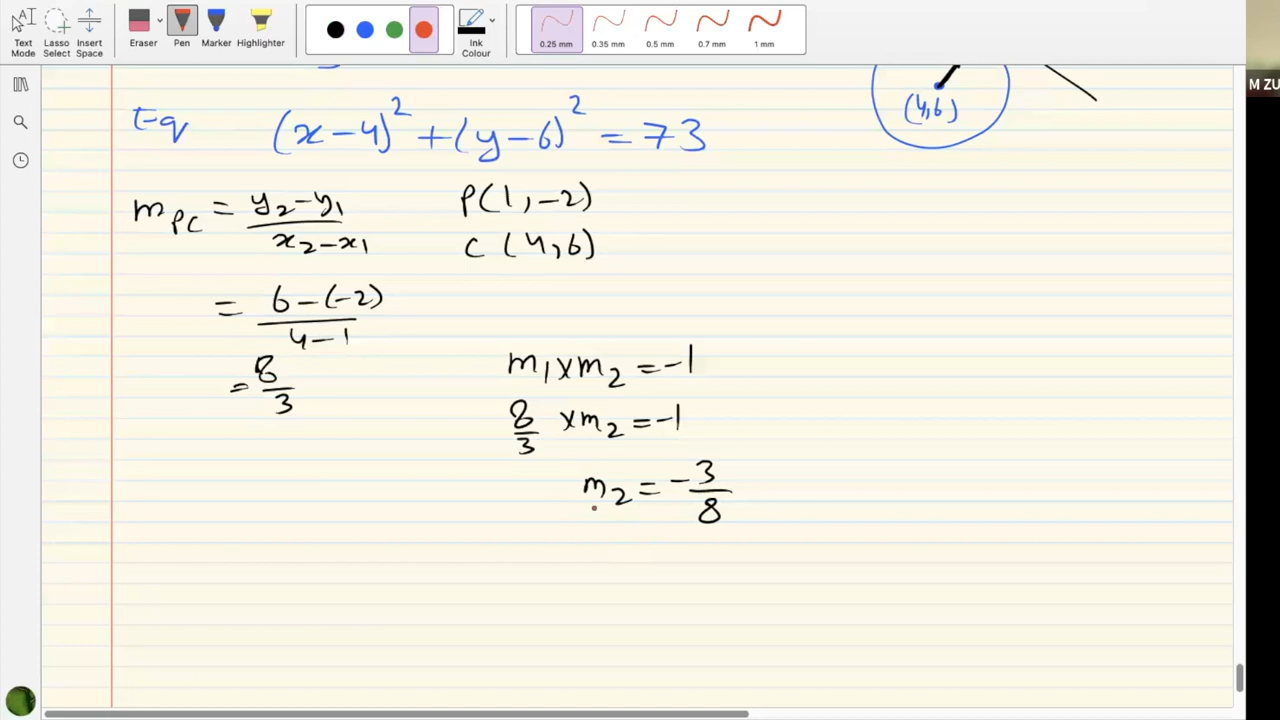 Text Mode
Lasso Select
Insert Space
Eraser
Pen
Marker
Highlighter
Ink Colour
0.25 mm
0.35 mm
0.5 mm
0.7 mm
1 mm
M ZU
(4,6)
Eq (x-4)² + (y-6)² = 73
m_PC = (y₂-y₁)/(x₂-x₁) P(1,-2)
C (4,6)
= (6-(-2))/(4-1)
= 8/3
m₁ x m₂ = -1
8/3 x m₂ = -1
m₂ = -3/8